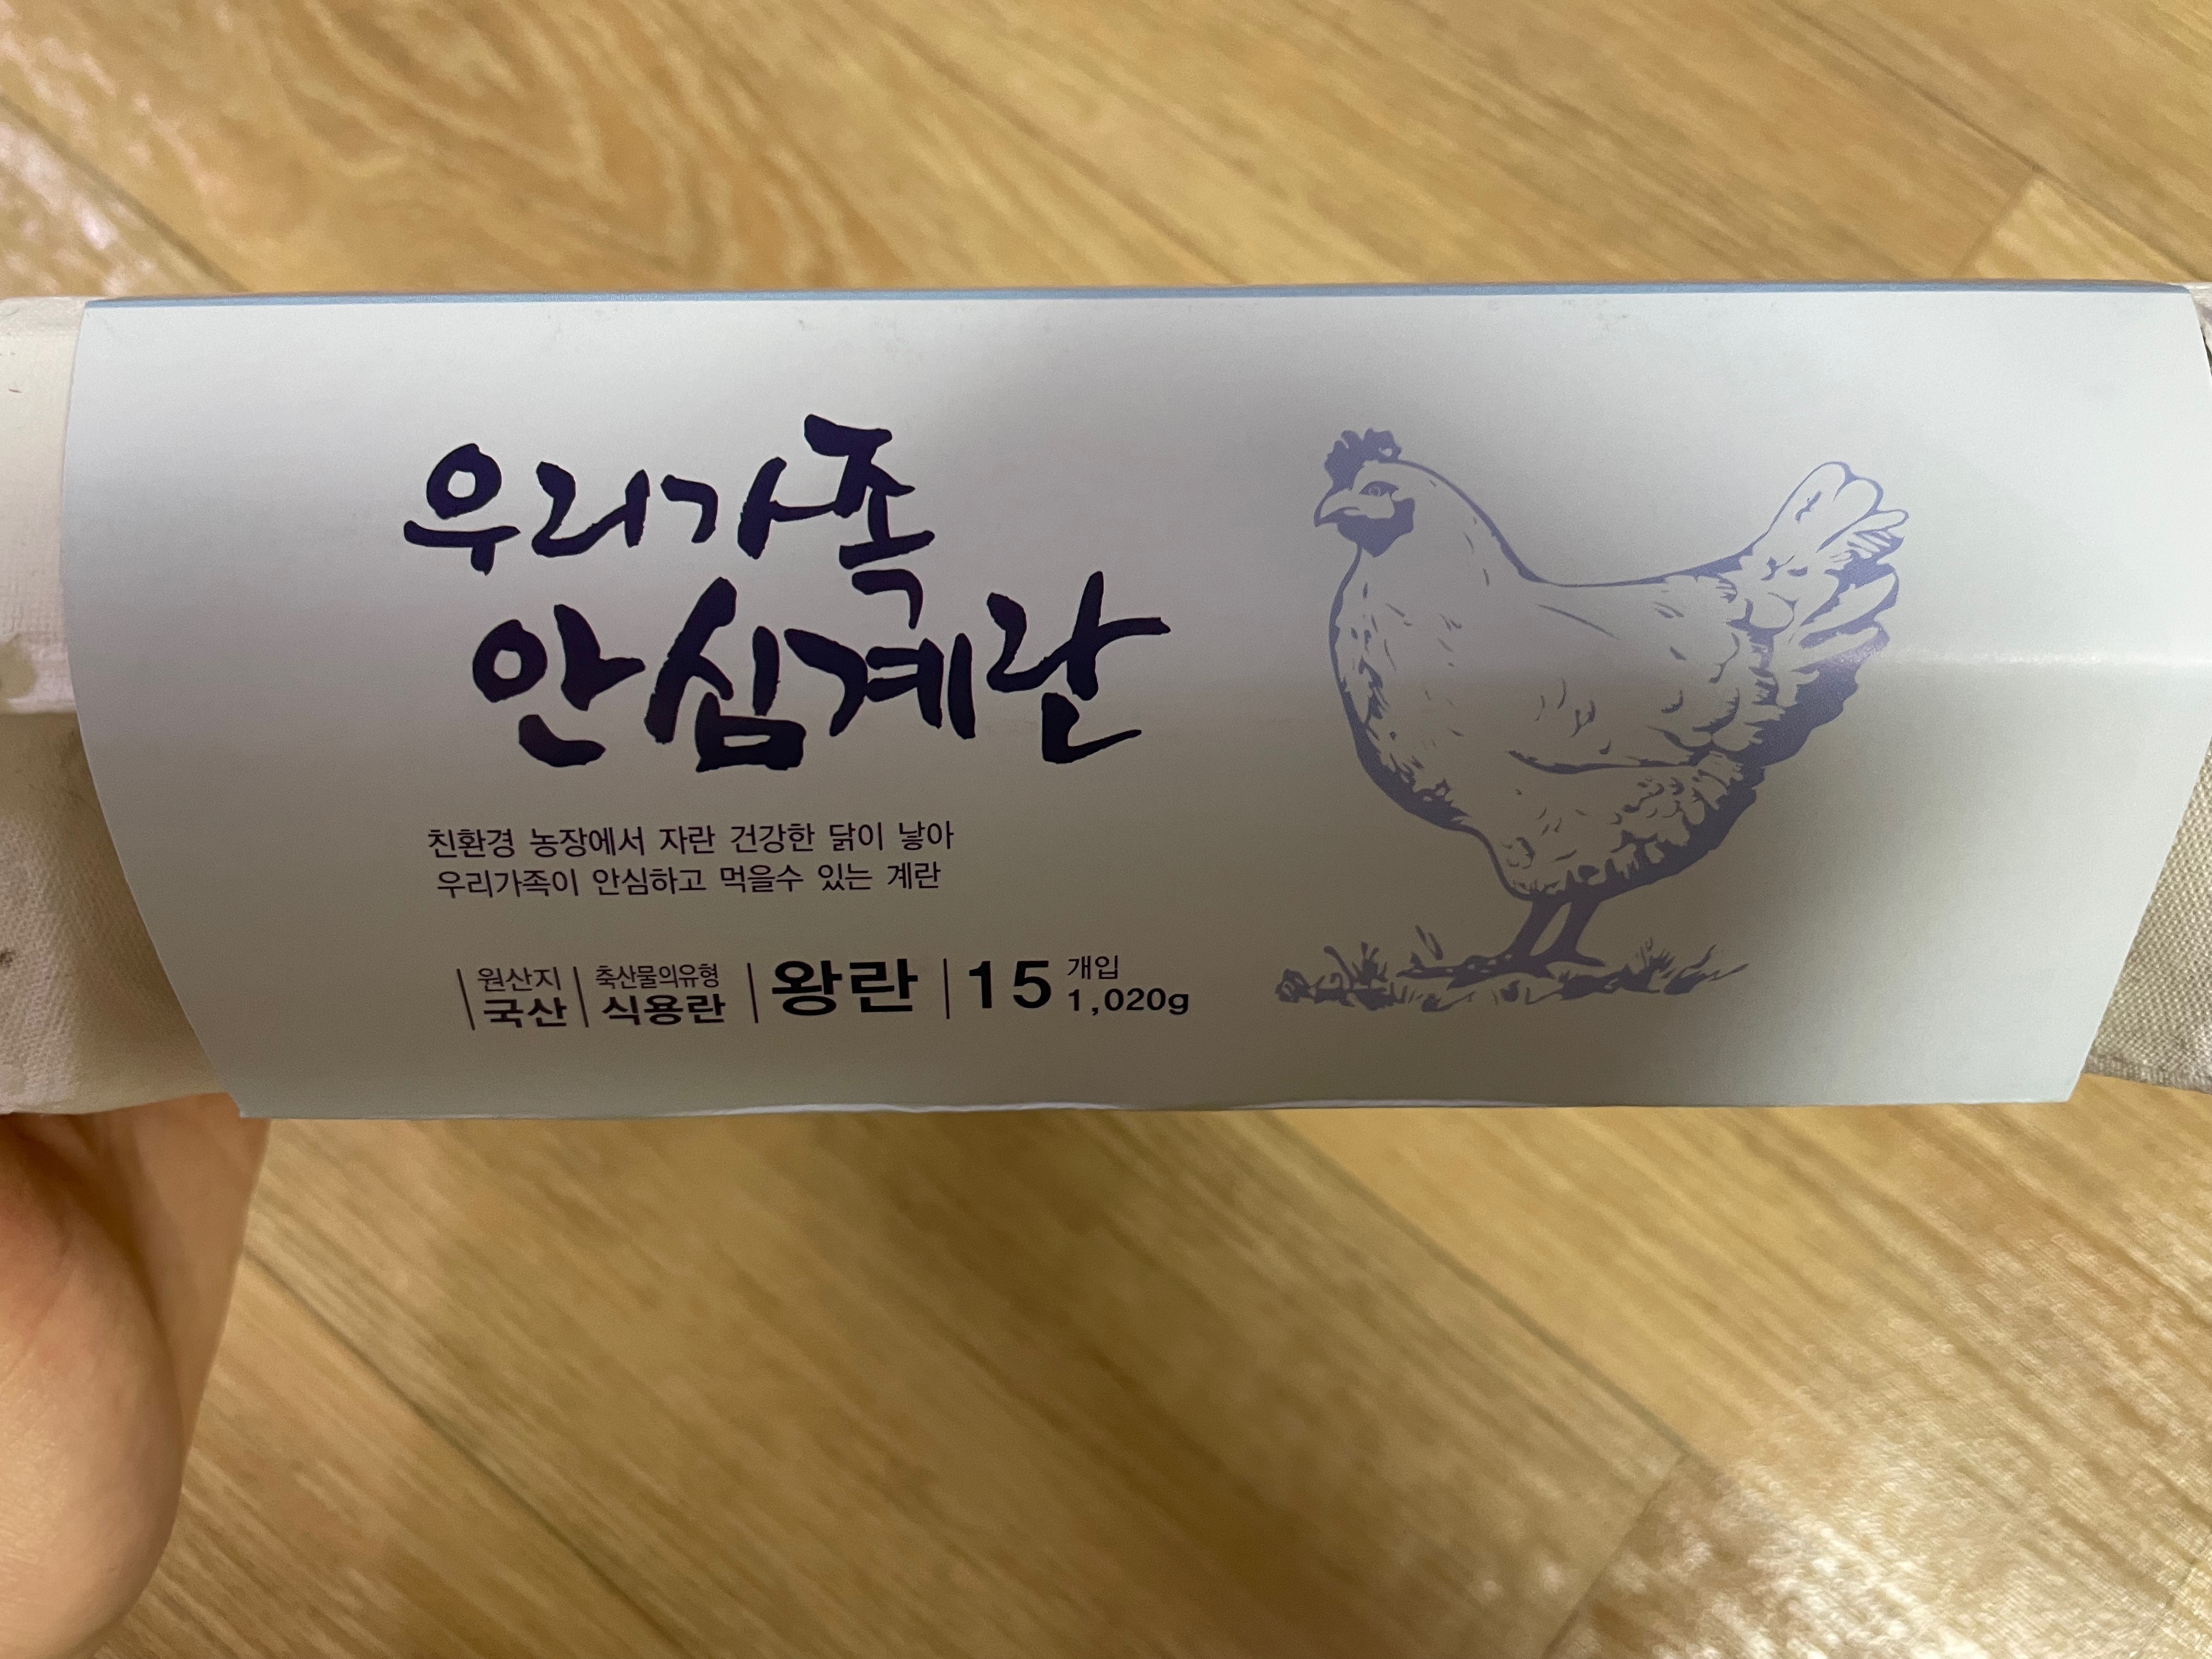 우리가족
안심계란
친환경 농장에서 자란 건강한 닭이 낳아
우리가족이 안심하고 먹을수 있는 계란
원산지 국산
축산물의유형 식용란
왕란
15 개입 1,020g